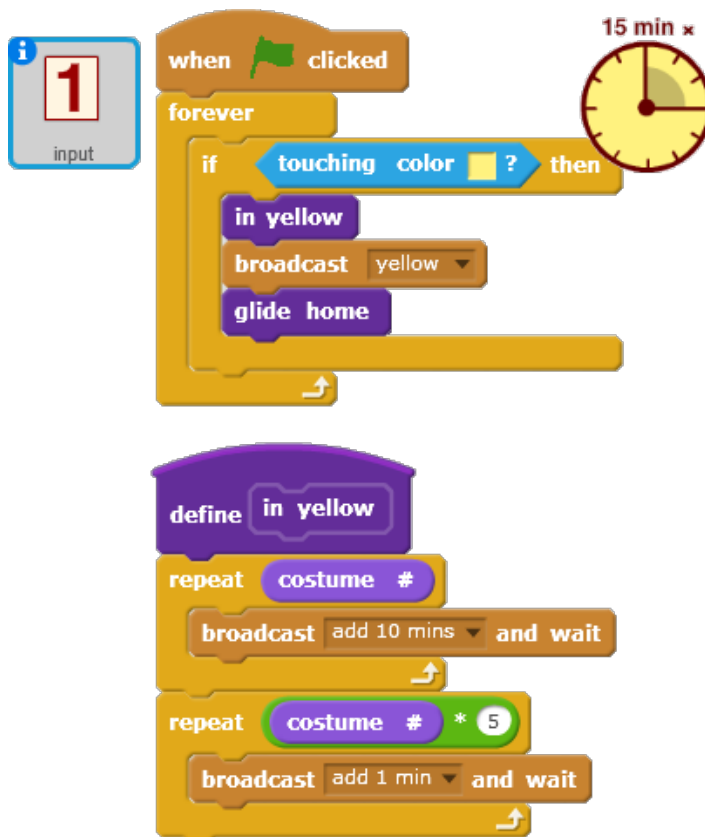 15 min ×
i
1
input
when clicked
forever
if touching color ? then
in yellow
broadcast yellow
glide home
define in yellow
repeat costume #
broadcast add 10 mins and wait
repeat costume # * 5
broadcast add 1 min and wait